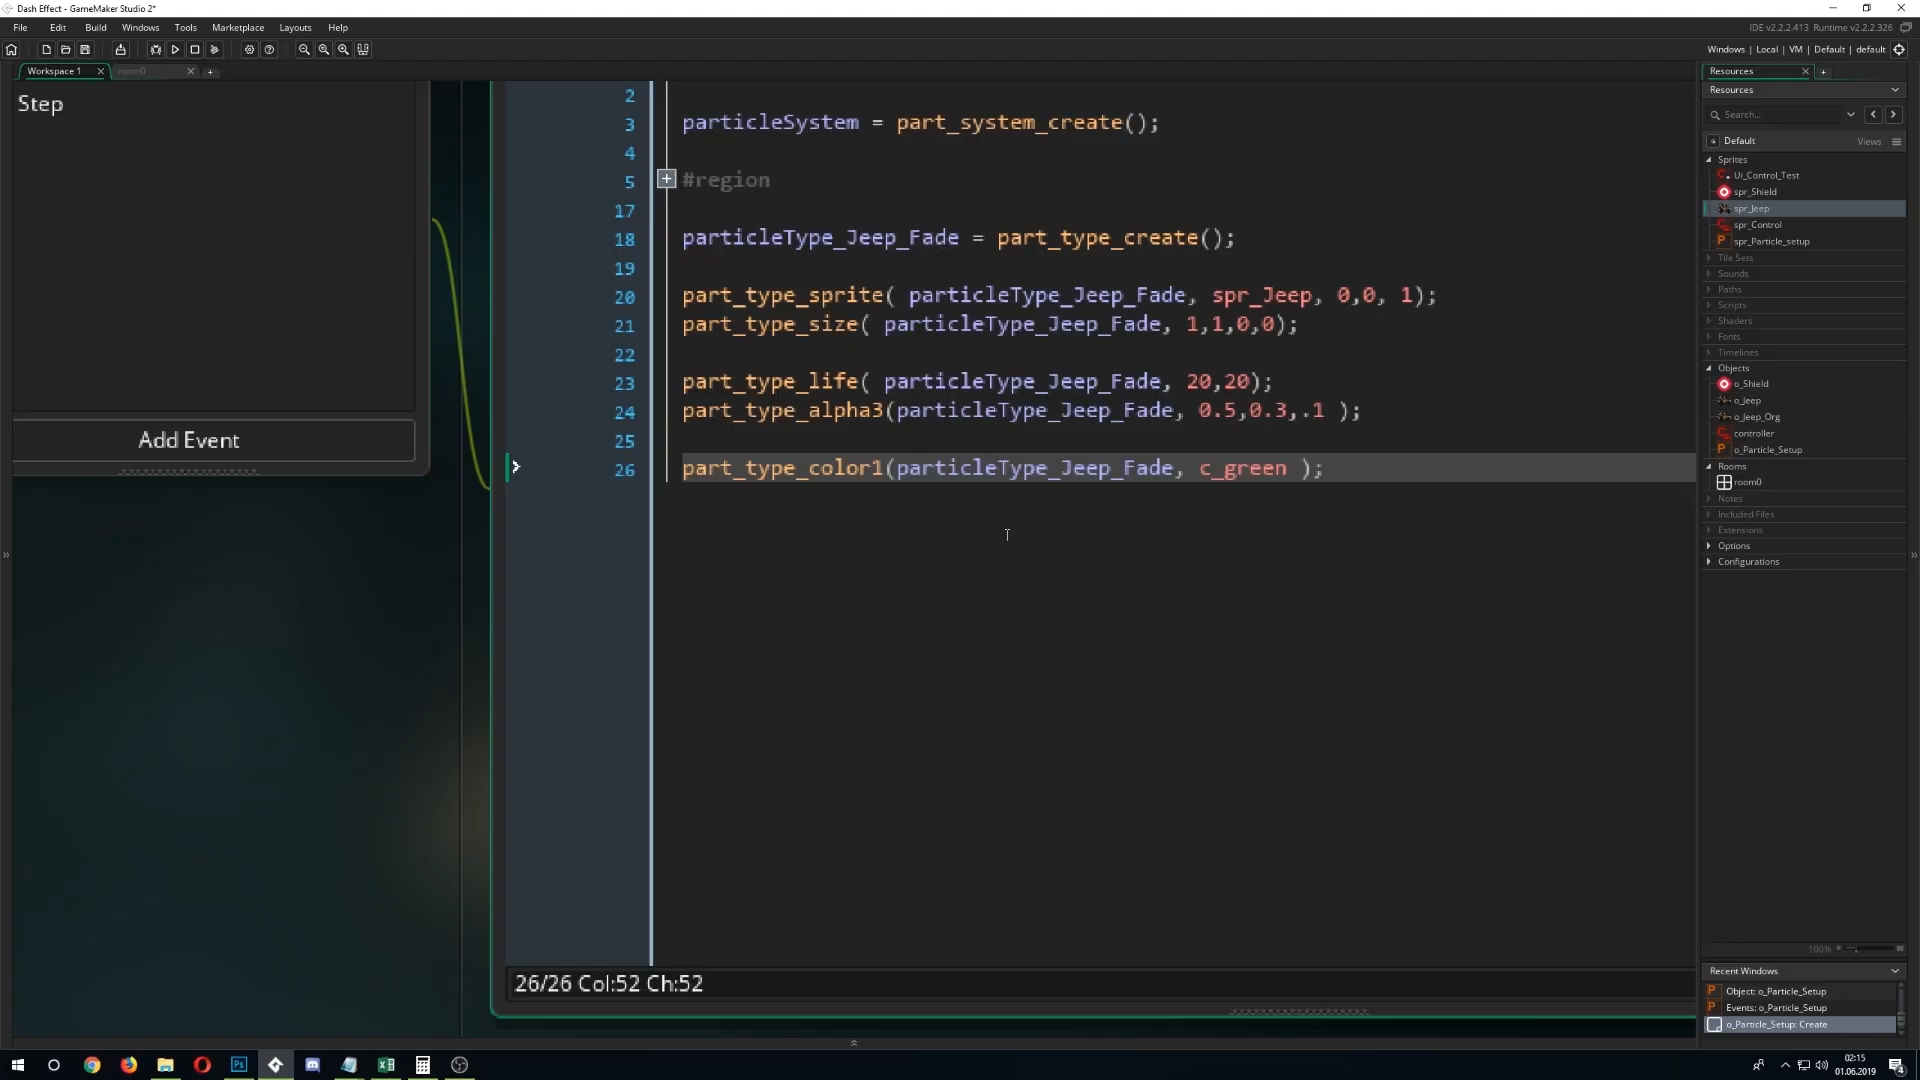 Dash Effect - GameMaker Studio 2*
File Edit Build Windows Tools Marketplace Layouts Help
IDE v2.2.2.413 Runtime v2.2.2.326
Windows | Local | VM | Default | default
Workspace 1
room0
Step
Add Event
2
3 particleSystem = part_system_create();
4
5 #region
17
18 particleType_Jeep_Fade = part_type_create();
19
20 part_type_sprite( particleType_Jeep_Fade, spr_Jeep, 0,0, 1);
21 part_type_size( particleType_Jeep_Fade, 1,1,0,0);
22
23 part_type_life( particleType_Jeep_Fade, 20,20);
24 part_type_alpha3(particleType_Jeep_Fade, 0.5,0.3,.1 );
25
26 part_type_color1(particleType_Jeep_Fade, c_green );
26/26 Col:52 Ch:52
Resources
Resources
Search...
Default Views
Sprites
Ui_Control_Test
spr_Shield
spr_Jeep
spr_Control
spr_Particle_setup
Tile Sets
Sounds
Paths
Scripts
Shaders
Fonts
Timelines
Objects
o_Shield
o_Jeep
o_Jeep_Org
controller
o_Particle_Setup
Rooms
room0
Notes
Included Files
Extensions
Options
Configurations
100%
Recent Windows
Object: o_Particle_Setup
Events: o_Particle_Setup
o_Particle_Setup: Create
Ps
02:15
01.06.2019
4